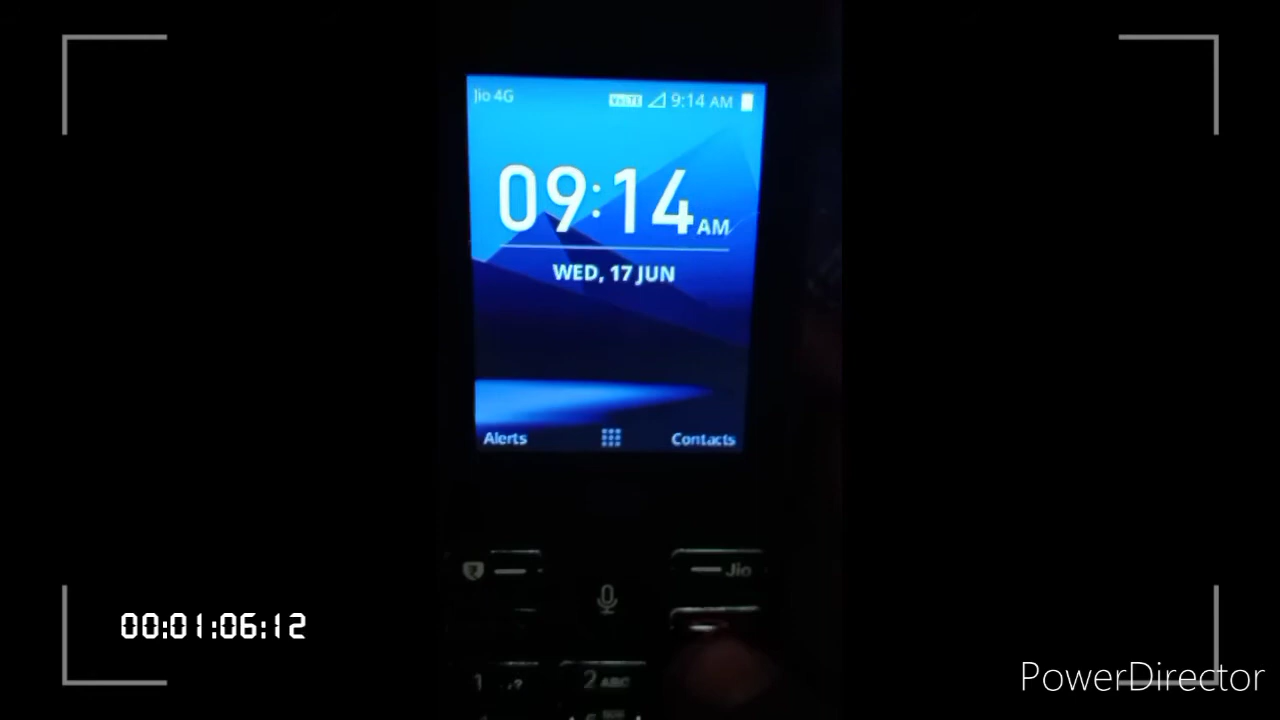 Jio 4G VoLTE 9:14 AM
09:14 AM
WED, 17 JUN
Alerts Contacts
Jio
1 .,?
2 ABC
00:01:06:12
PowerDirector